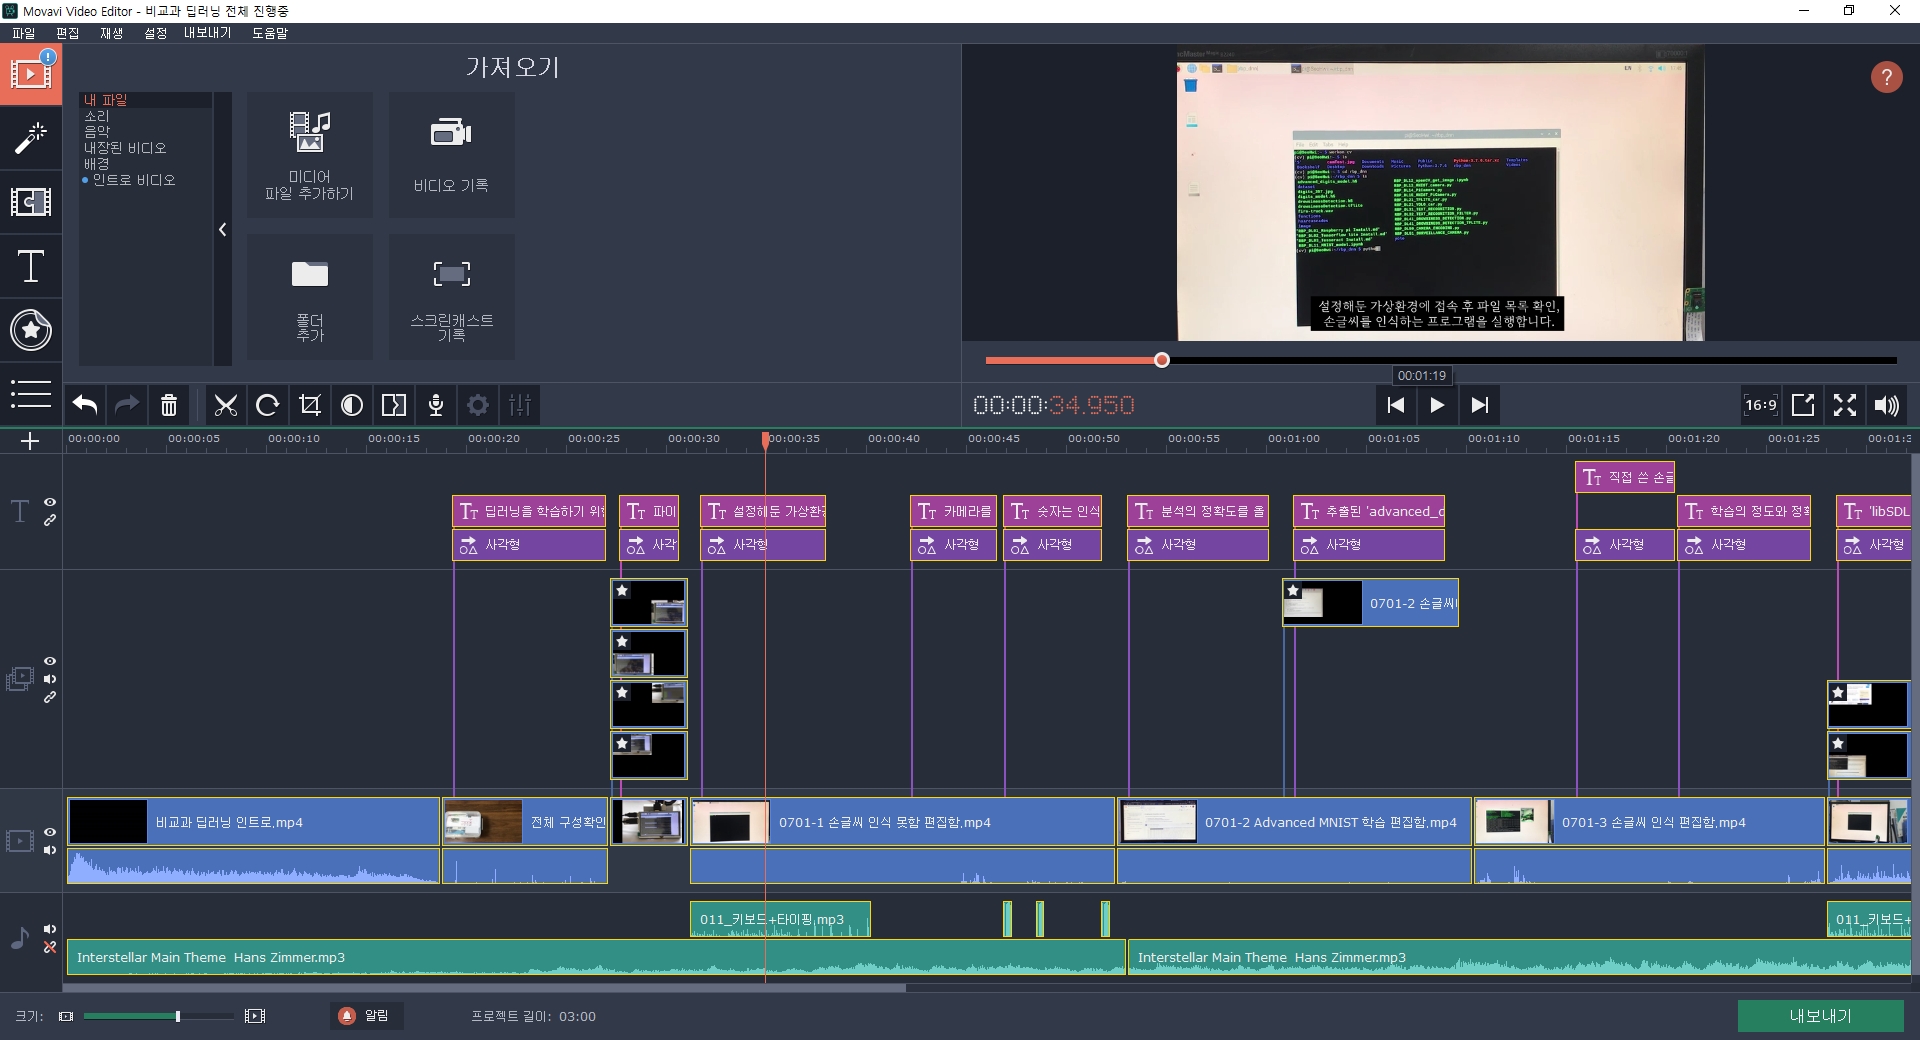 Movavi Video Editor - 비교과 딥러닝 전체 진행중
파일 편집 재생 설정 내보내기 도움말
가져오기
내 파일
소리
음악
내장된 비디오
배경
인트로 비디오
미디어
파일 추가하기
비디오 기록
폴더
추가
스크린캐스트
기록
설정해둔 가상환경에 접속 후 파일 목록 확인,
손글씨를 인식하는 프로그램을 실행합니다.
?
00:01:19
00:00:34.950
16:9
00:00:00 00:00:05 00:00:10 00:00:15 00:00:20 00:00:25 00:00:30 00:00:35 00:00:40 00:00:45 00:00:50 00:00:55 00:01:00 00:01:05 00:01:10 00:01:15 00:01:20 00:01:25 00:01:3
직접 쓴 손글
딥러닝을 학습하기 위한 파이 설정해둔 가상환경 카메라를 숫자는 인식 분석의 정확도를 올 추출된 'advanced_d 학습의 정도와 정확 'libSDL
사각형 사각 사각형 사각형 사각형 사각형 사각형 사각형 사각형 사각형
0701-2 손글씨
비교과 딥러닝 인트로.mp4 전체 구성확인 0701-1 손글씨 인식 못함 편집함.mp4 0701-2 Advanced MNIST 학습 편집함.mp4 0701-3 손글씨 인식 편집함.mp4
011_키보드+타이핑.mp3 011_키보드+
Interstellar Main Theme  Hans Zimmer.mp3 Interstellar Main Theme  Hans Zimmer.mp3
크기: 알림 프로젝트 길이: 03:00 내보내기